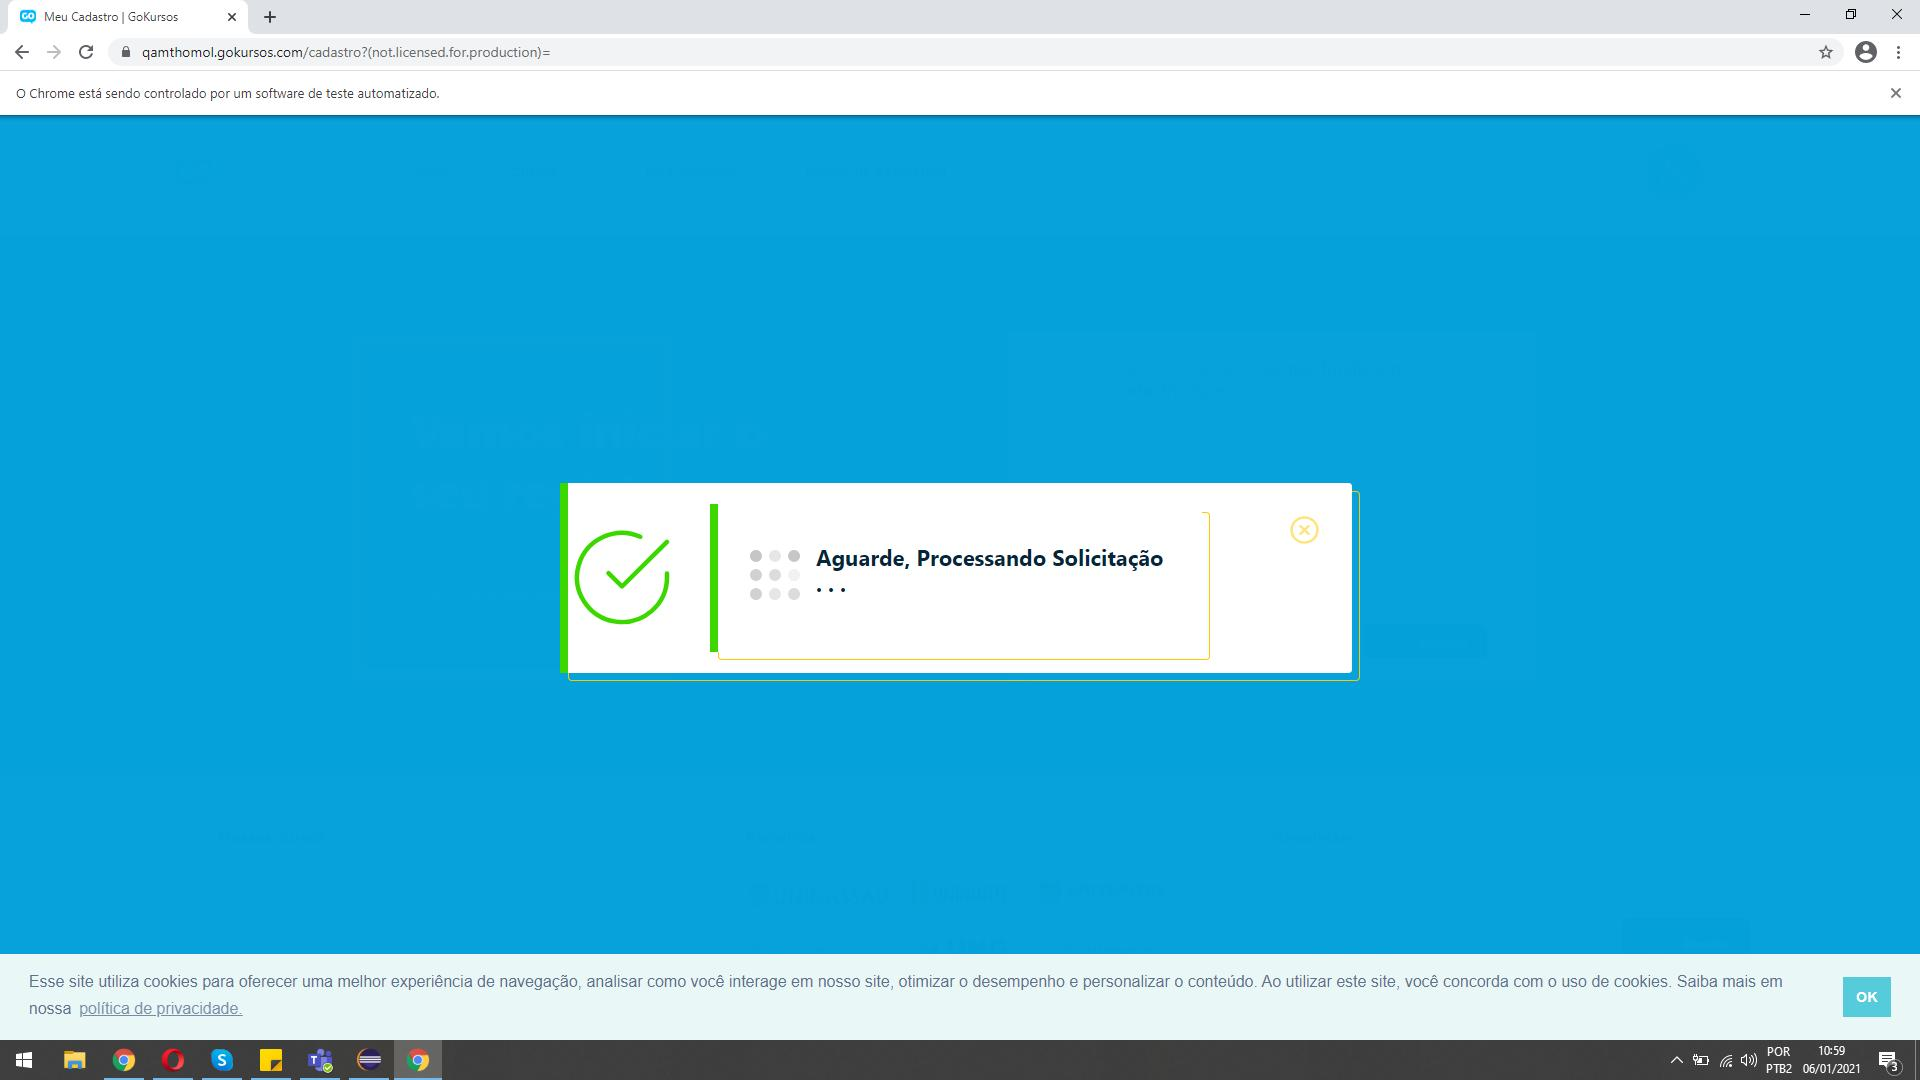 Meu Cadastro | GoKursos
qamthomol.gokursos.com/cadastro?(not.licensed.for.production)=
O Chrome está sendo controlado por um software de teste automatizado.
Aguarde, Processando Solicitação
...
Esse site utiliza cookies para oferecer uma melhor experiência de navegação, analisar como você interage em nosso site, otimizar o desempenho e personalizar o conteúdo. Ao utilizar este site, você concorda com o uso de cookies. Saiba mais em
nossa política de privacidade.
OK
POR 10:59
PTB2 06/01/2021
3